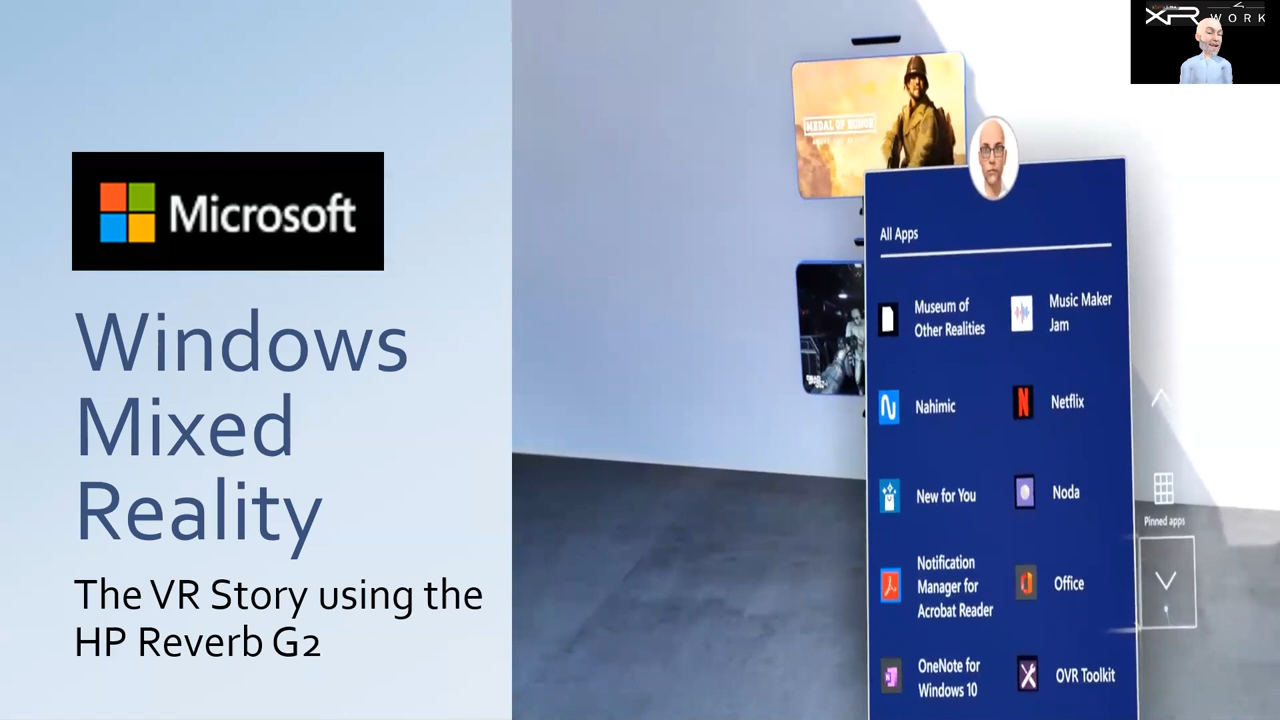 Microsoft
Windows
Mixed
Reality
The VR Story using the
HP Reverb G2
XR
WORK
MEDAL OF HONOR
All Apps
Museum of
Other Realities
Music Maker
Jam
Nahimic
Netflix
New for You
Noda
Notification
Manager for
Acrobat Reader
Office
OneNote for
Windows 10
OVR Toolkit
Pinned apps